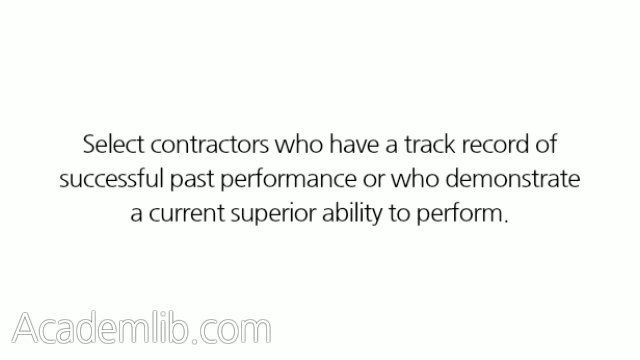 Select contractors who have a track record of
successful past performance or who demonstrate
a current superior ability to perform.
Academlib.com